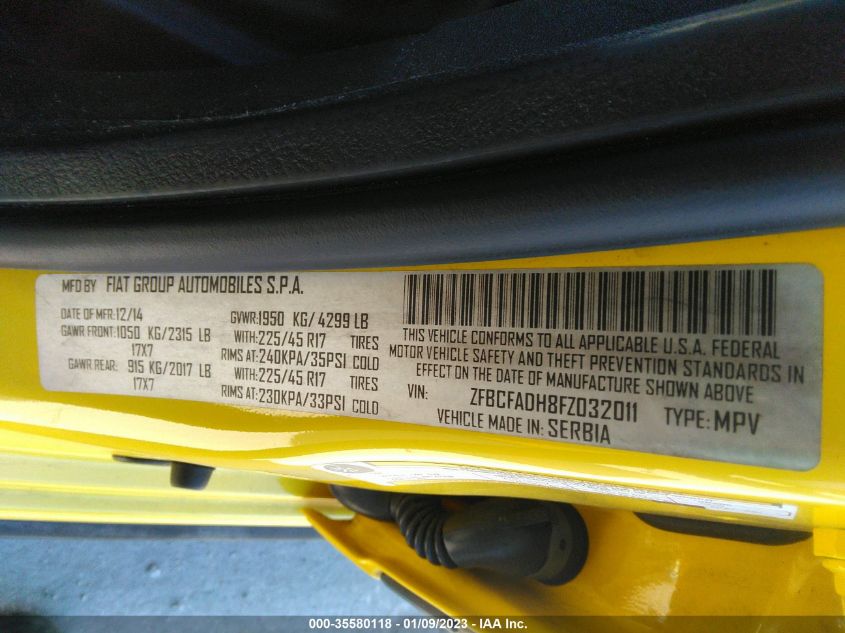 MFD BY FIAT GROUP AUTOMOBILES S.P.A.
DATE OF MFR: 12/14 GVWR: 1950 KG/ 4299 LB
GAWR FRONT: 1050 KG/2315 LB WITH: 225/45 R17 TIRES
17X7 RIMS AT: 240KPA/35PSI COLD
GAWR REAR: 915 KG/2017 LB WITH: 225/45 R17 TIRES
17X7 RIMS AT: 230KPA/33PSI COLD
THIS VEHICLE CONFORMS TO ALL APPLICABLE U.S.A. FEDERAL
MOTOR VEHICLE SAFETY AND THEFT PREVENTION STANDARDS IN
EFFECT ON THE DATE OF MANUFACTURE SHOWN ABOVE
VIN: ZFBCFADH8FZ032011 TYPE: MPV
VEHICLE MADE IN: SERBIA
000-35580118 - 01/09/2023 - IAA Inc.